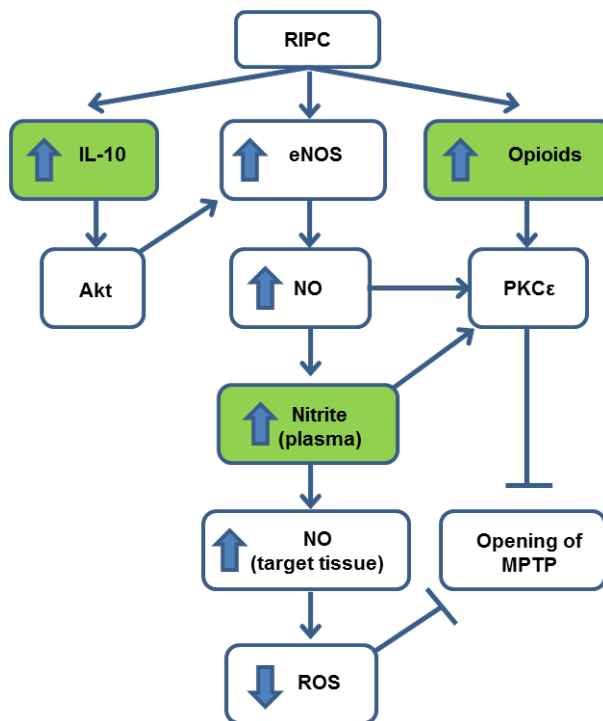 RIPC
IL-10
eNOS
Opioids
Akt
NO
PKCε
Nitrite
(plasma)
NO
(target tissue)
Opening of
MPTP
ROS